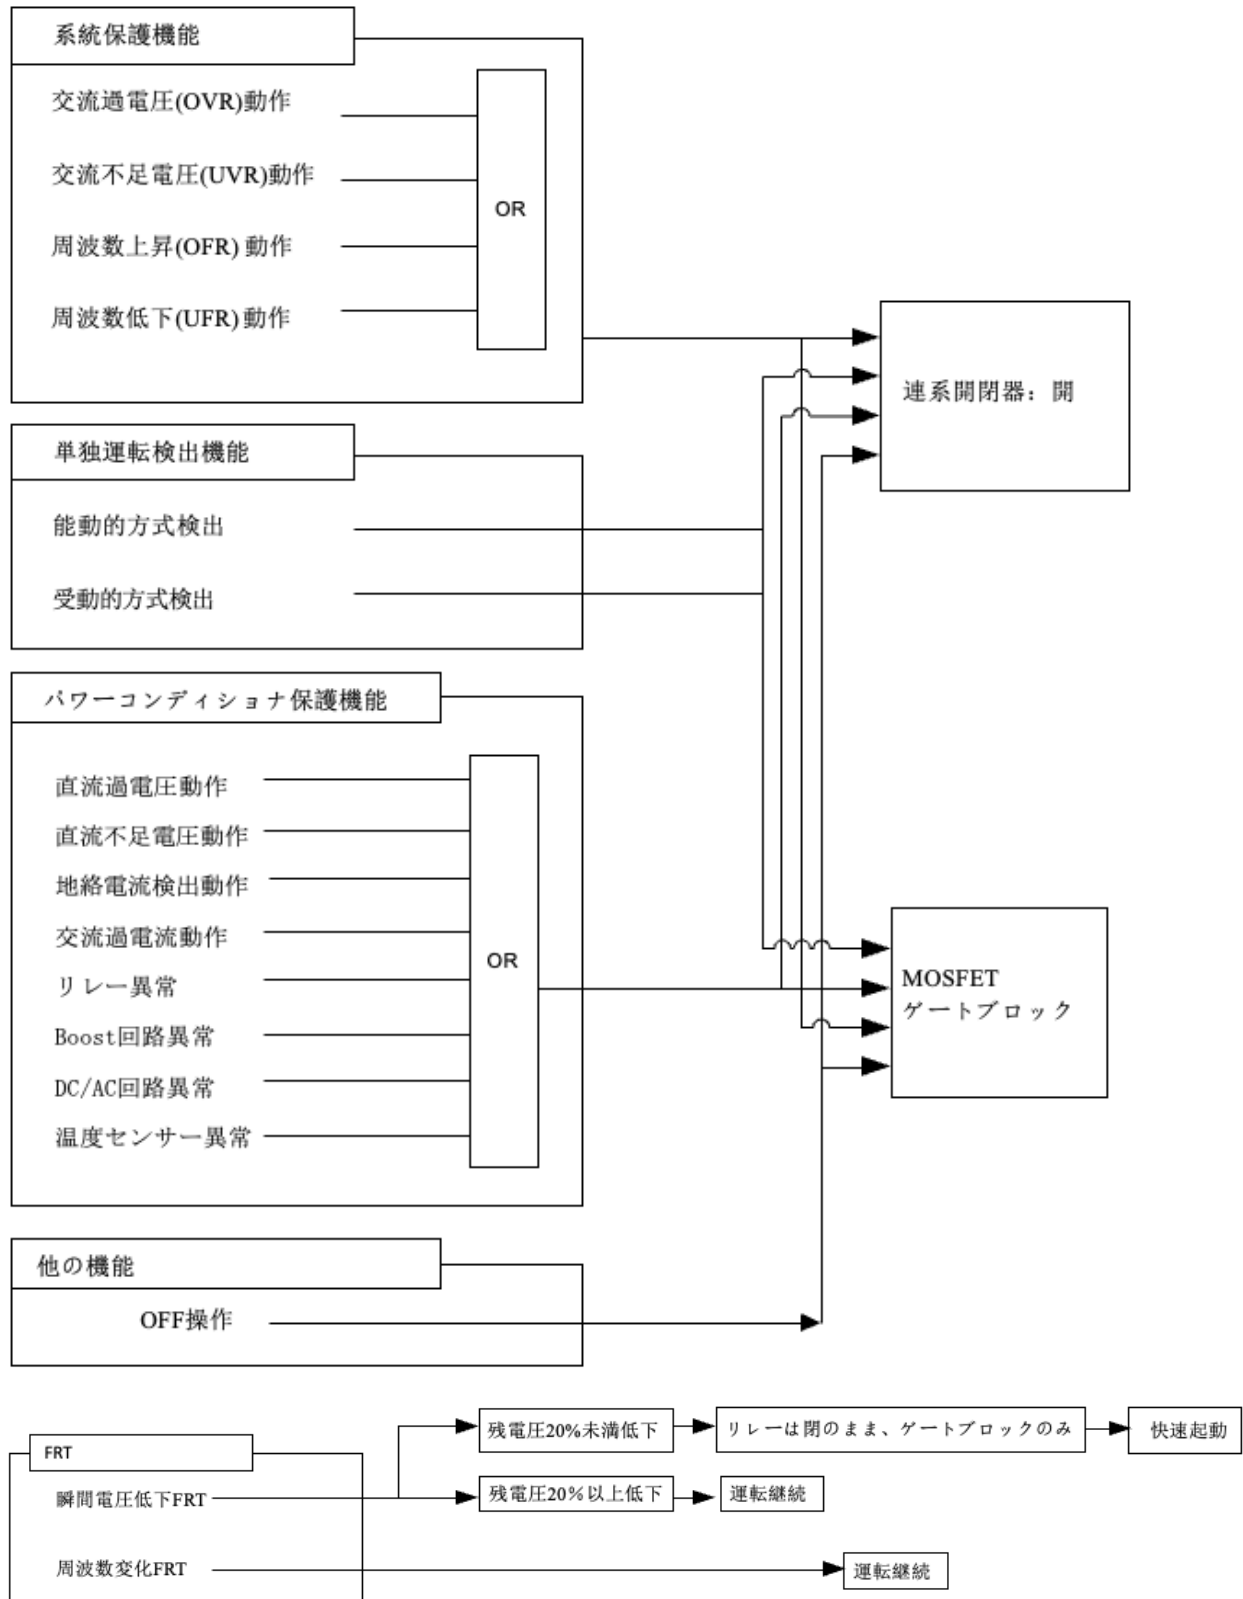 系統保護機能
交流過電圧(OVR)動作
交流不足電圧(UVR)動作
周波数上昇(OFR) 動作
周波数低下(UFR) 動作
OR
連系開閉器：開
単独運転検出機能
能動的方式検出
受動的方式検出
パワーコンディショナ保護機能
直流過電圧動作
直流不足電圧動作
地絡電流検出動作
交流過電流動作
リレー異常
Boost回路異常
DC/AC回路異常
温度センサー異常
OR
MOSFET
ゲートブロック
他の機能
OFF操作
FRT
瞬間電圧低下FRT
残電圧20%未満低下
リレーは閉のまま、ゲートブロックのみ
快速起動
残電圧20%以上低下
運転継続
周波数変化FRT
運転継続